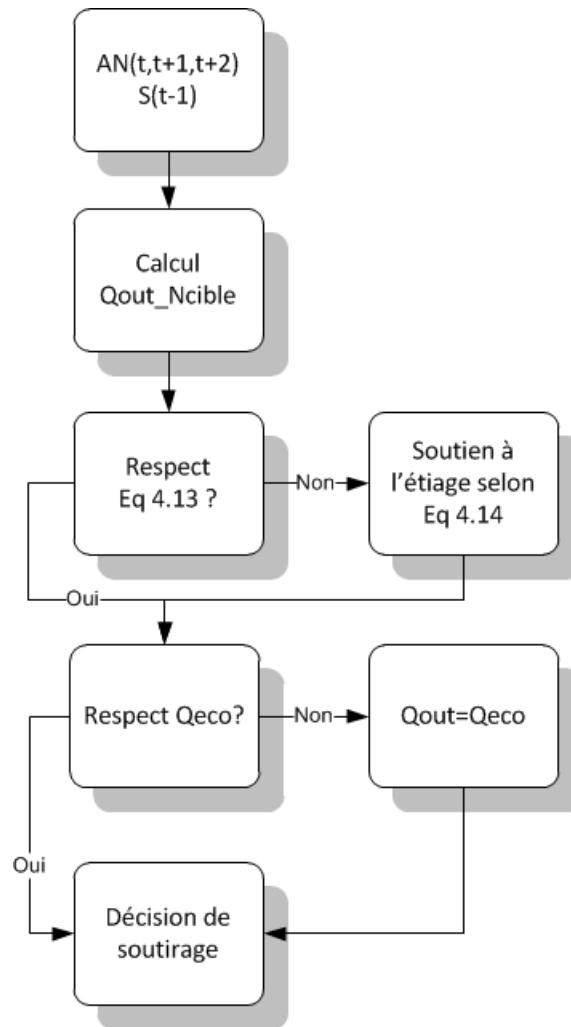 AN(t,t+1,t+2)
S(t-1)
Calcul
Qout_Ncible
Respect
Eq 4.13 ?
Non
Soutien à
l'étiage selon
Eq 4.14
Oui
Respect Qeco?
Non
Qout=Qeco
Oui
Décision de
soutirage